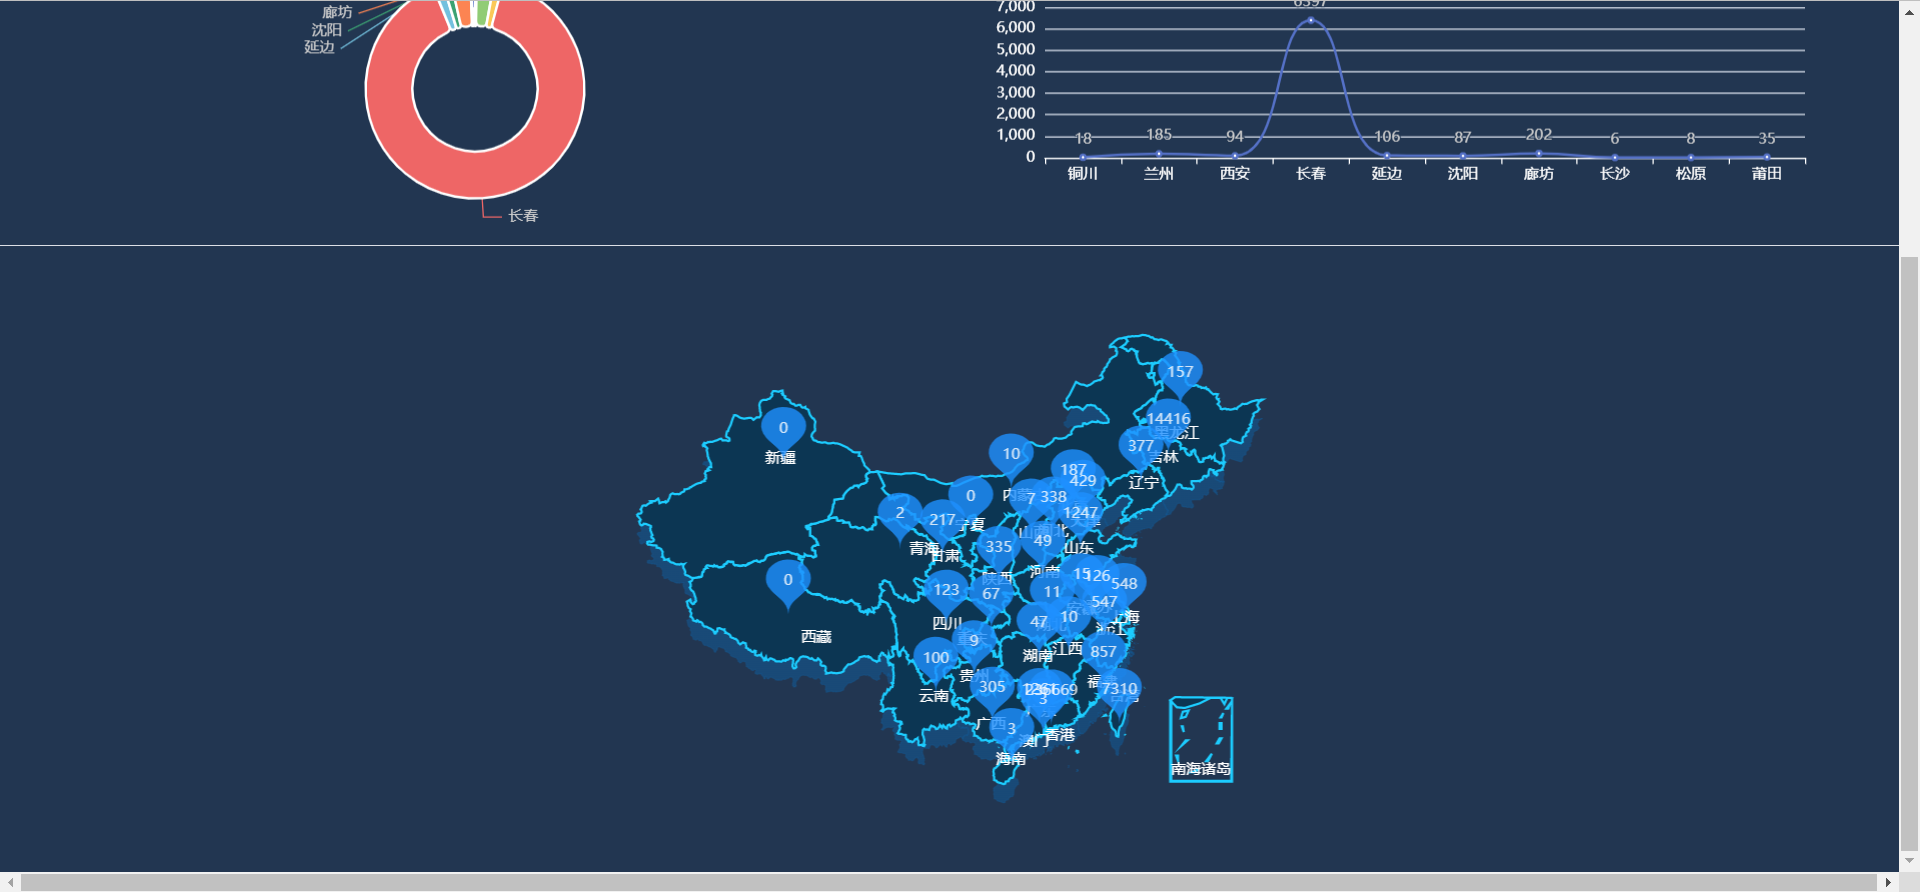 廊坊
沈阳
延边
长春
7,000
6,000
5,000
4,000
3,000
2,000
1,000
0
6397
18
185
94
106
87
202
6
8
35
铜川
兰州
西安
长春
延边
沈阳
廊坊
长沙
松原
莆田
157
14416
黑龙江
377
吉林
辽宁
0
新疆
10
内蒙
187
429
0
宁夏
7
338
1247
天津
2
217
青海
甘肃
山西
河北
49
山东
335
陕西
河南
15
126
548
0
西藏
123
67
11
547
四川
47
10
上海
浙江
重庆
9
湖南
江西
857
100
贵州
云南
305
7310
福建
台湾
3
广西
3
澳门
香港
海南
南海诸岛